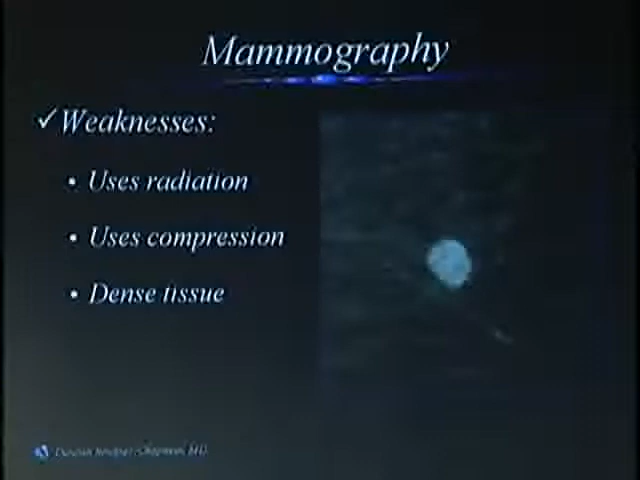 Mammography
Weaknesses:
Uses radiation
Uses compression
Dense tissue